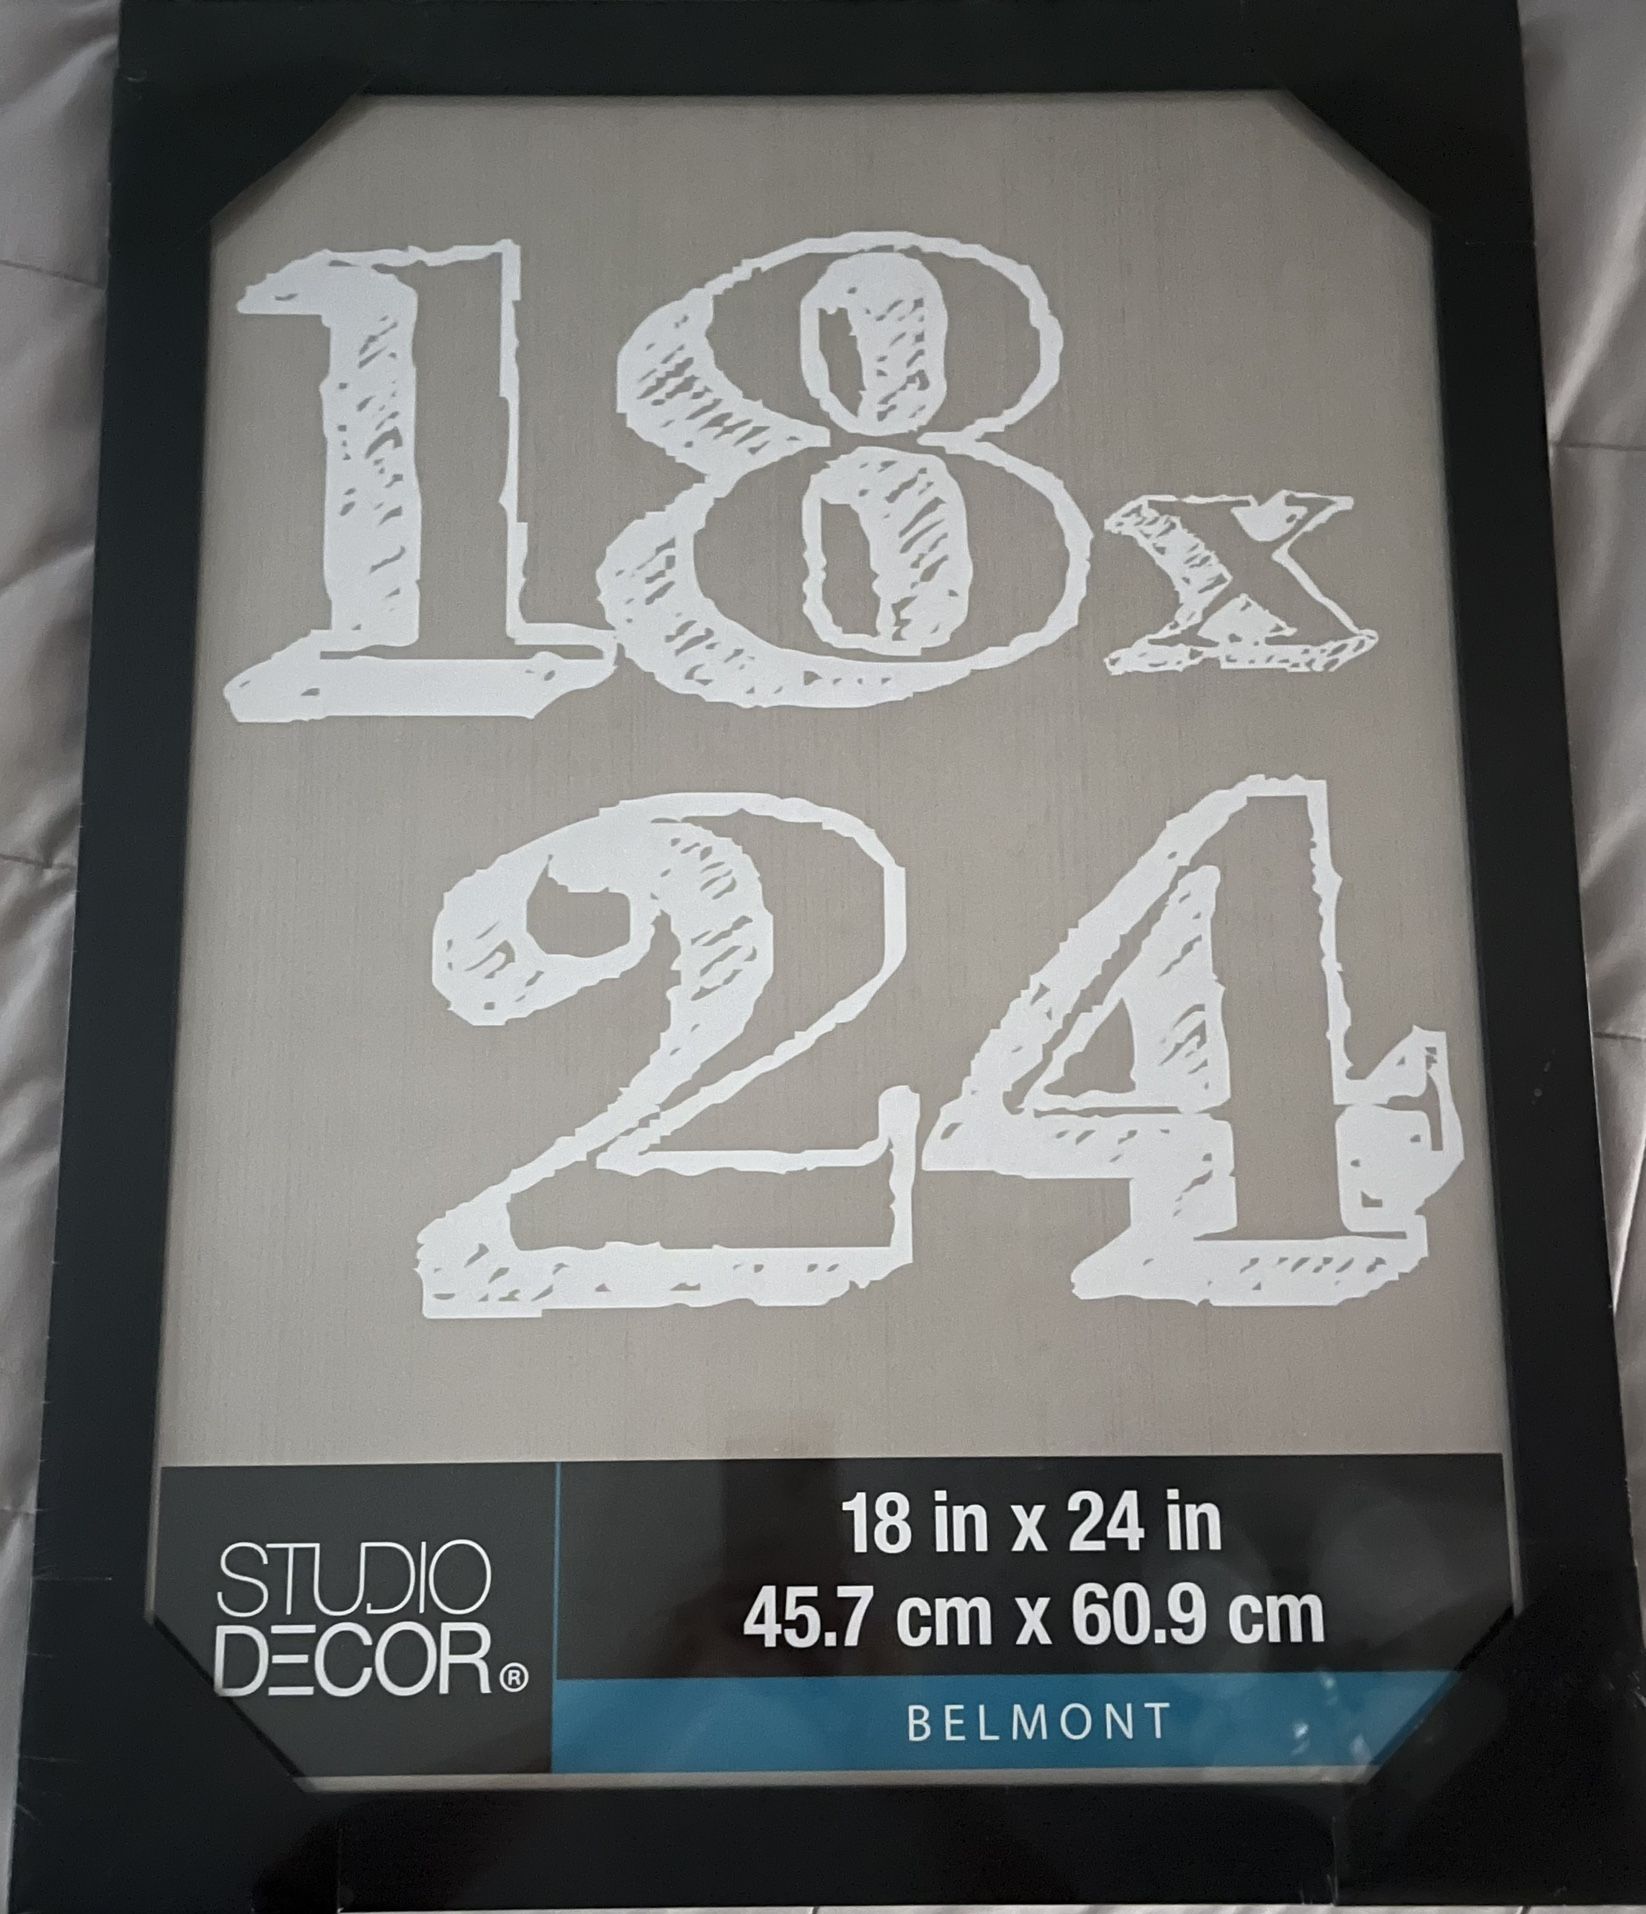 18x
24
STUDIO
DECOR®
18 in x 24 in
45.7 cm x 60.9 cm
BELMONT